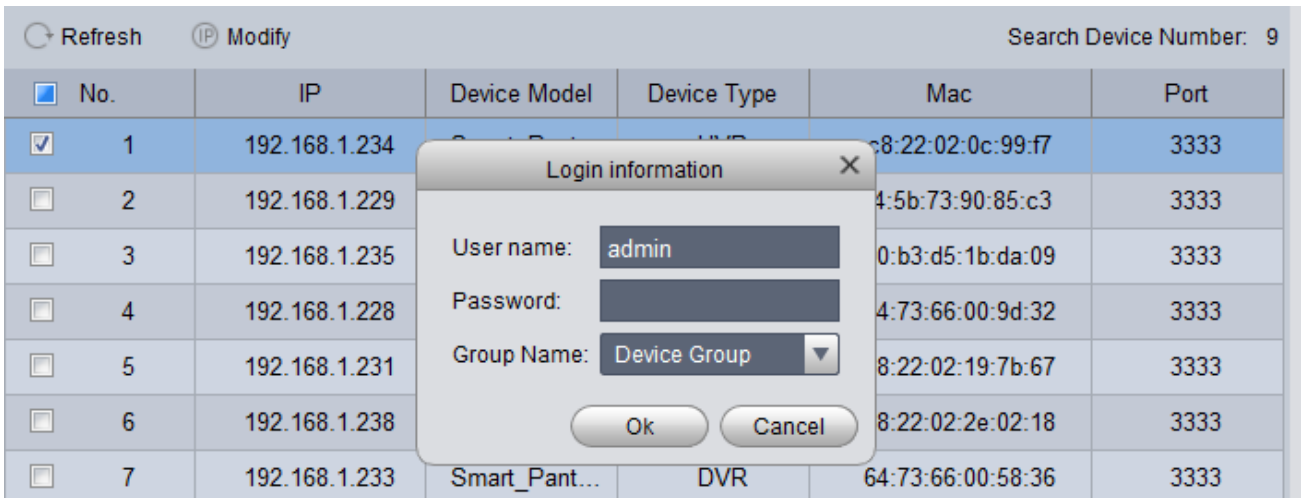 Refresh IP Modify Search Device Number: 9
No. IP Device Model Device Type Mac Port
1 192.168.1.234 :8:22:02:0c:99:f7 3333
Login information
2 192.168.1.229 4:5b:73:90:85:c3 3333
User name: admin
3 192.168.1.235 0:b3:d5:1b:da:09 3333
Password:
4 192.168.1.228 4:73:66:00:9d:32 3333
Group Name: Device Group
5 192.168.1.231 8:22:02:19:7b:67 3333
Ok Cancel
6 192.168.1.238 8:22:02:2e:02:18 3333
7 192.168.1.233 Smart_Pant... DVR 64:73:66:00:58:36 3333